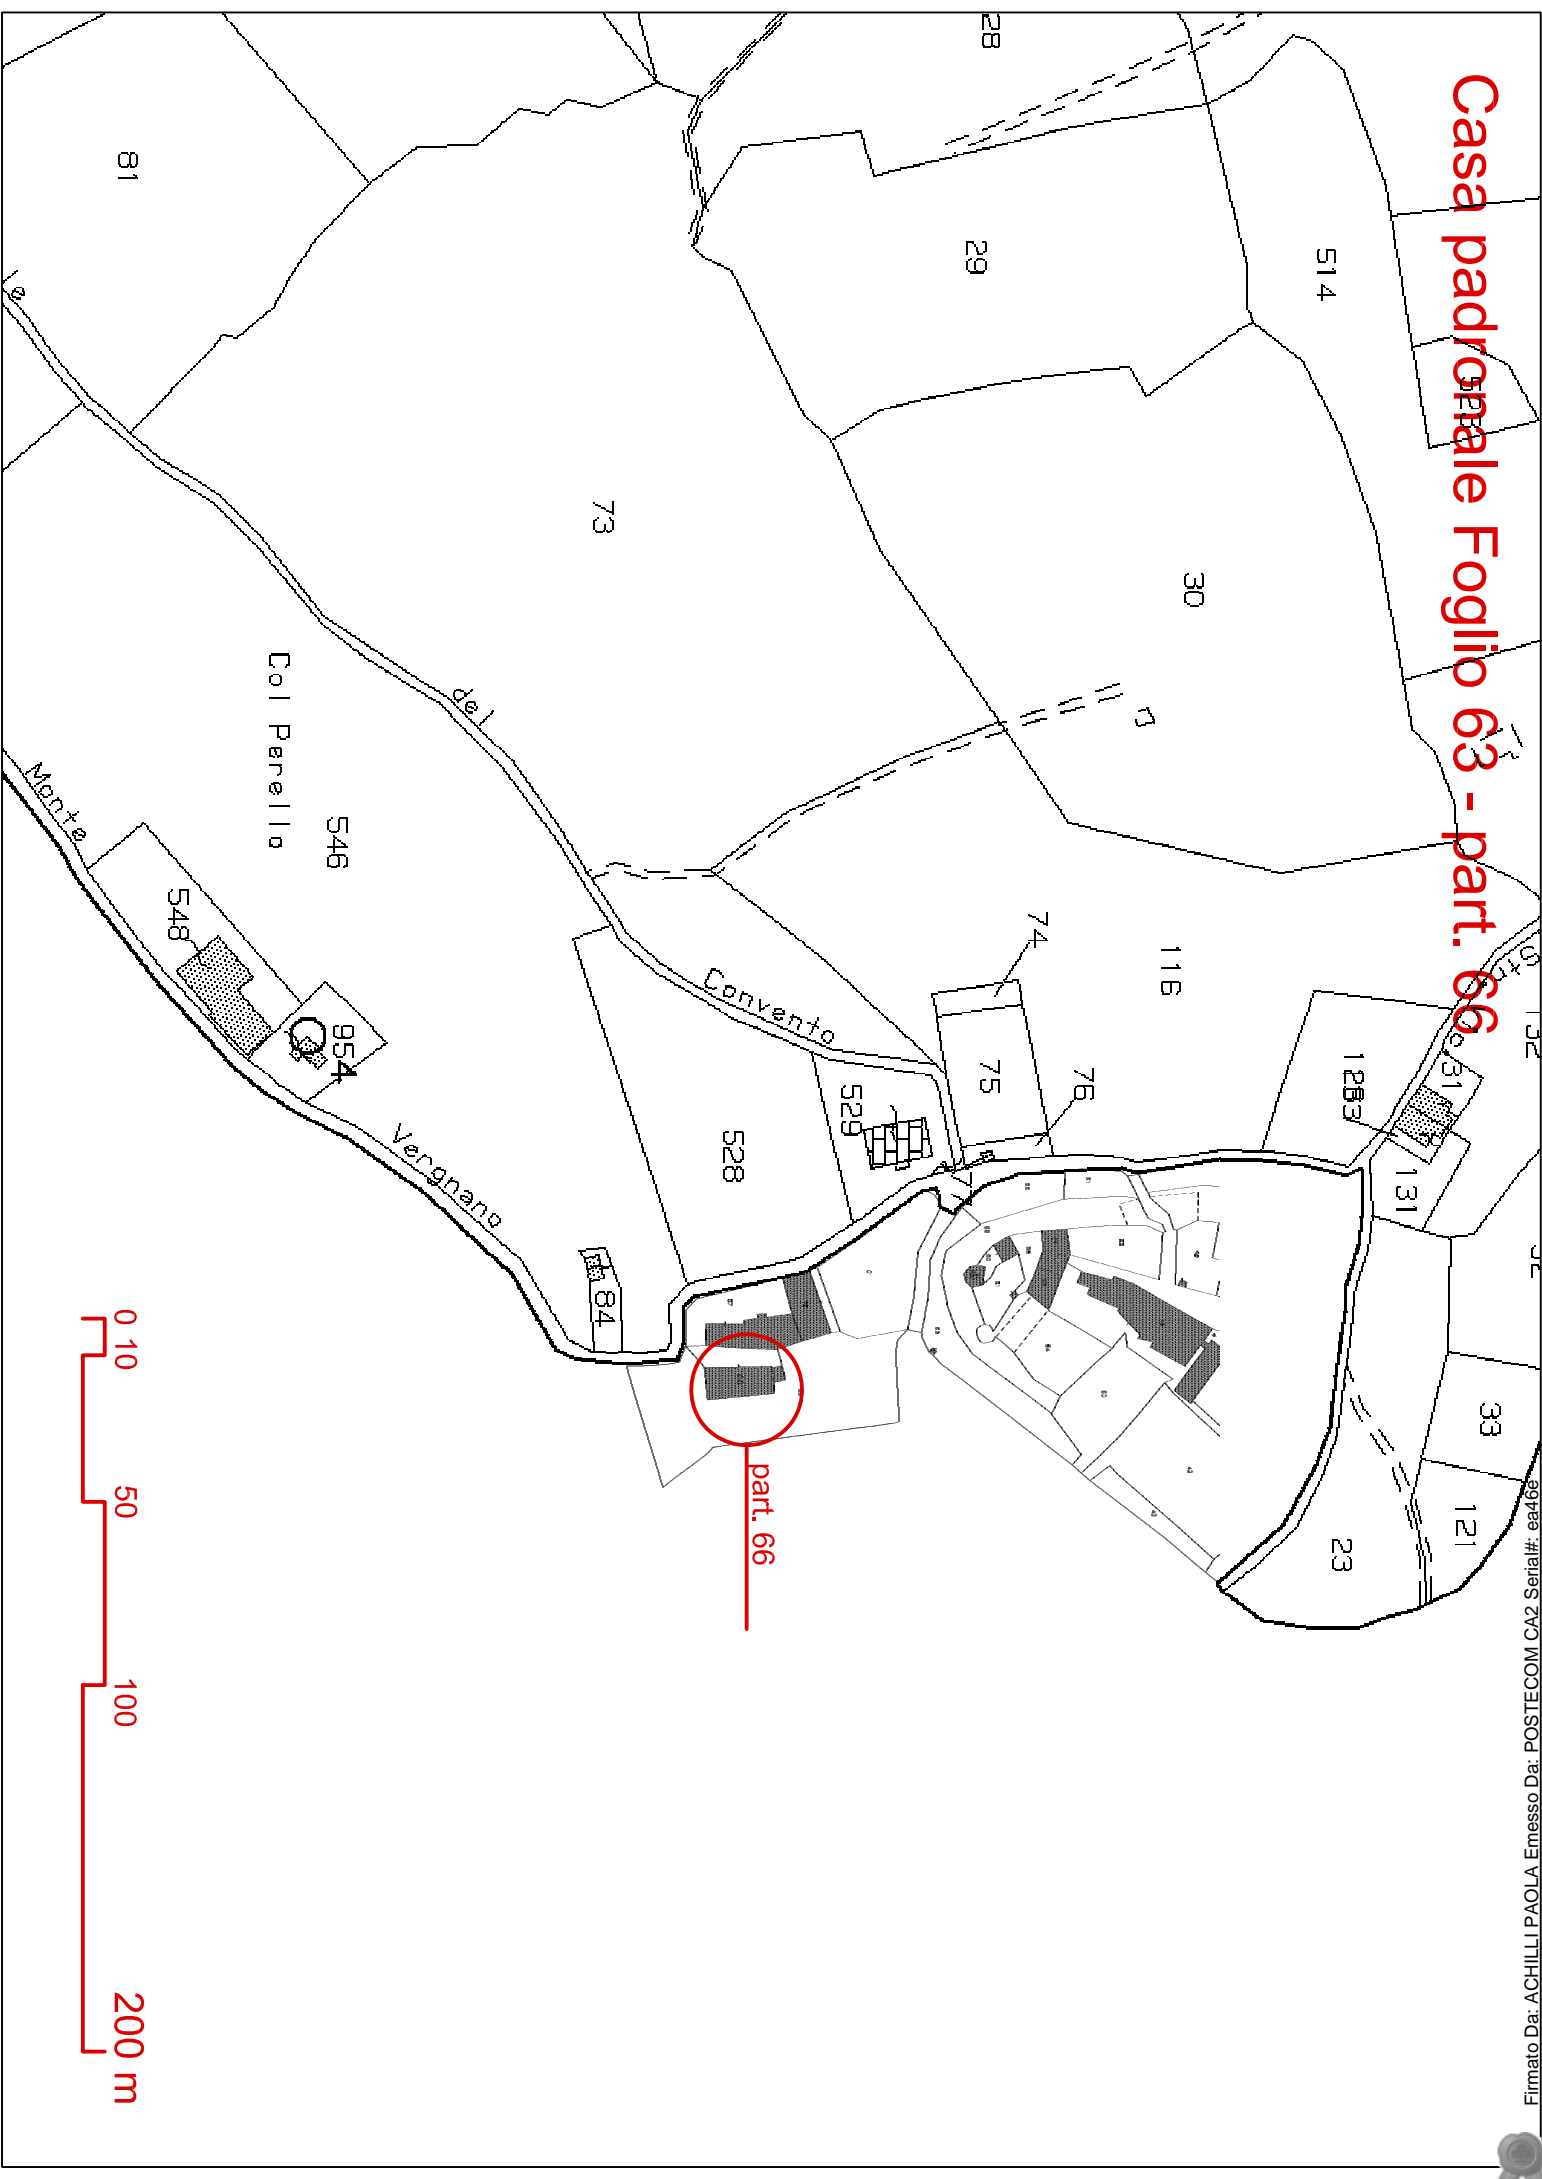 Casa padronale Foglio 63 - part. 66
28
81
29
514
523
73
30
e
del
Col Perello
546
Monte
548
954
Vergnano
Convento
74
75
76
116
529
528
84
131
33
121
23
part. 66
0 10 50 100 200 m
Firmato Da: ACHILLI PAOLA Emesso Da: POSTECOM CA2 Serial#: ea46e